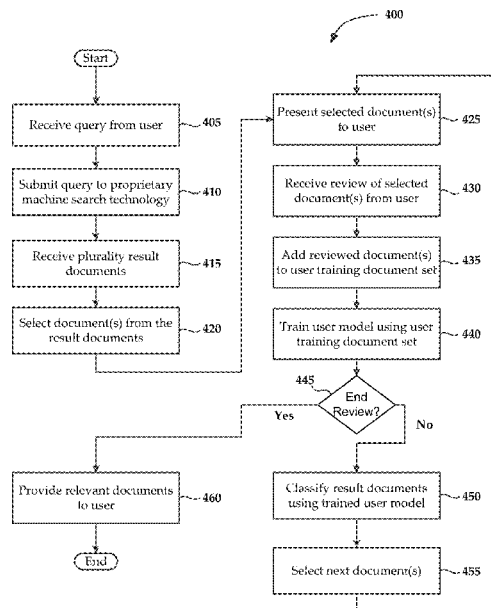 400
Start
Receive query from user
405
Submit query to proprietary
machine search technology
410
Receive plurality result
documents
415
Select document(s) from the
result documents
420
Present selected document(s)
to user
425
Receive review of selected
document(s) from user
430
Add reviewed document(s)
to user training document set
435
Train user model using user
training document set
440
445
End
Review?
Yes
No
Provide relevant documents
to user
460
End
Classify result documents
using trained user model
450
Select next document(s)
455